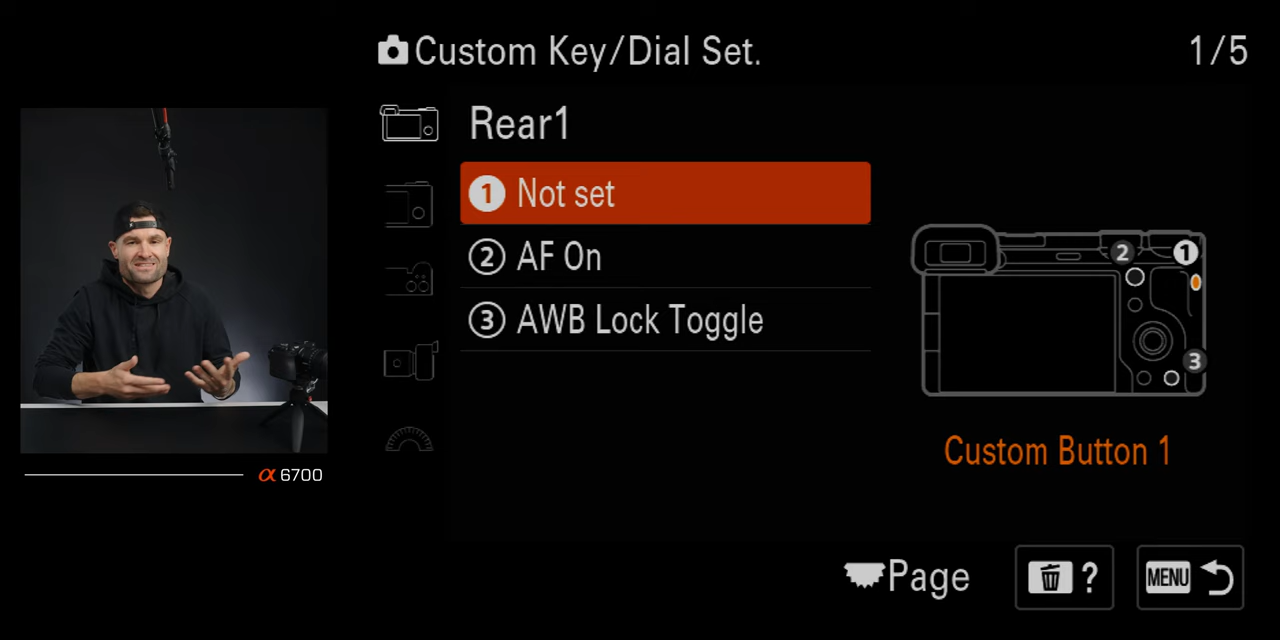 Custom Key/Dial Set.
1/5
Rear1
1 Not set
2 AF On
3 AWB Lock Toggle
2
1
3
Custom Button 1
α 6700
Page
?
MENU